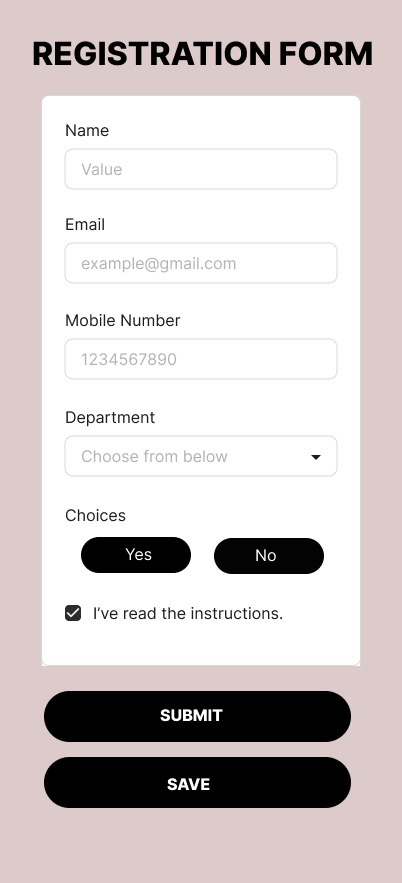 REGISTRATION FORM
Name
Value
Email
example@gmail.com
Mobile Number
1234567890
Department
Choose from below
Choices
Yes No
I’ve read the instructions.
SUBMIT
SAVE